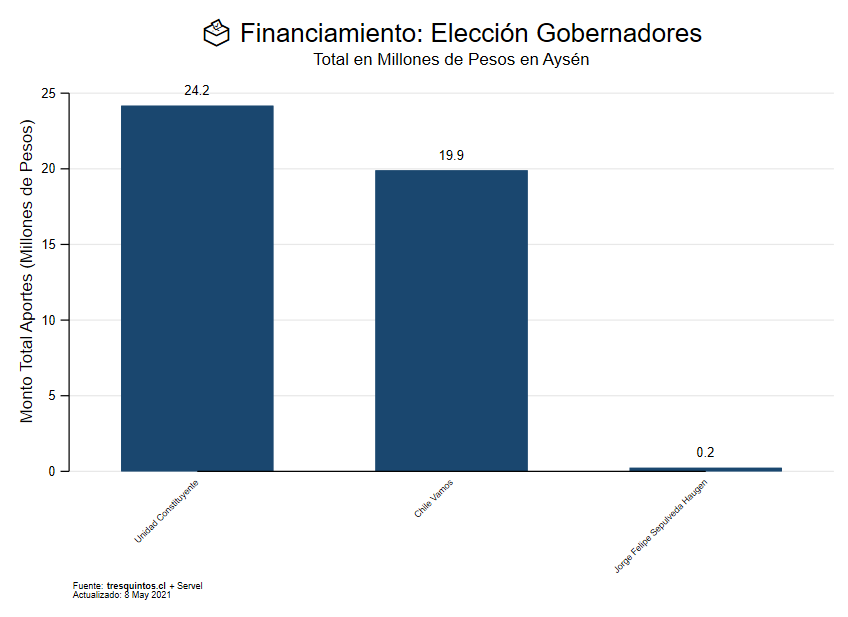 Financiamiento: Elección Gobernadores
Total en Millones de Pesos en Aysén
Monto Total Aportes (Millones de Pesos)
25
20
15
10
5
0
24.2
19.9
0.2
Unidad Constituyente
Chile Vamos
Jorge Felipe Sepulveda Haugen
Fuente: tresquintos.cl + Servel
Actualizado: 8 May 2021